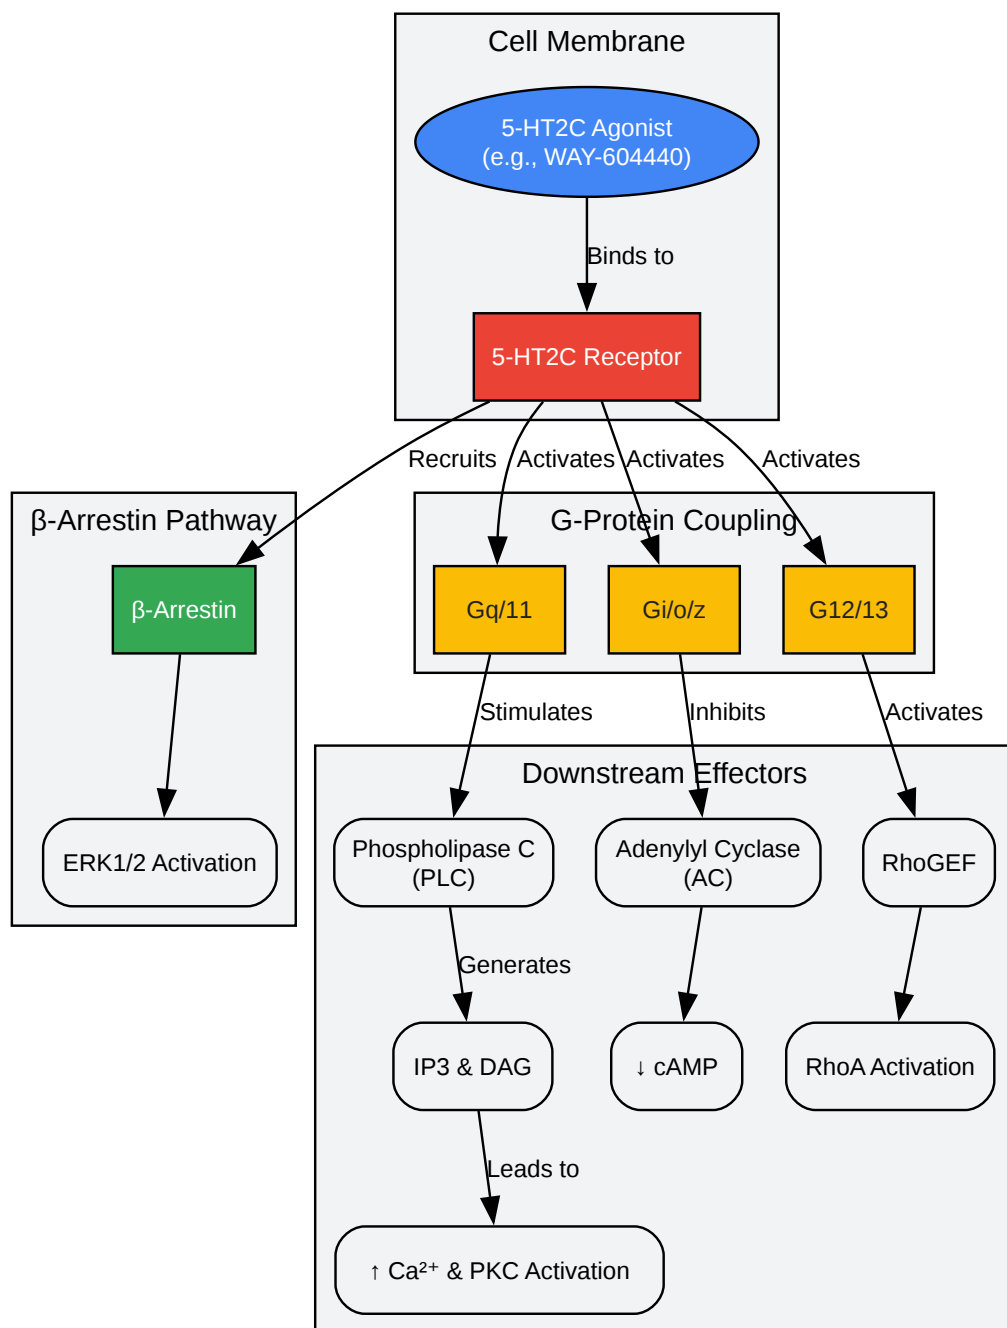 Cell Membrane
5-HT2C Agonist
(e.g., WAY-604440)
Binds to
5-HT2C Receptor
Recruits
Activates
Activates
Activates
β-Arrestin Pathway
G-Protein Coupling
β-Arrestin
Gq/11
Gi/o/z
G12/13
Stimulates
Inhibits
Activates
Downstream Effectors
ERK1/2 Activation
Phospholipase C
(PLC)
Adenylyl Cyclase
(AC)
RhoGEF
Generates
IP3 & DAG
↓ cAMP
RhoA Activation
Leads to
↑ Ca²⁺ & PKC Activation